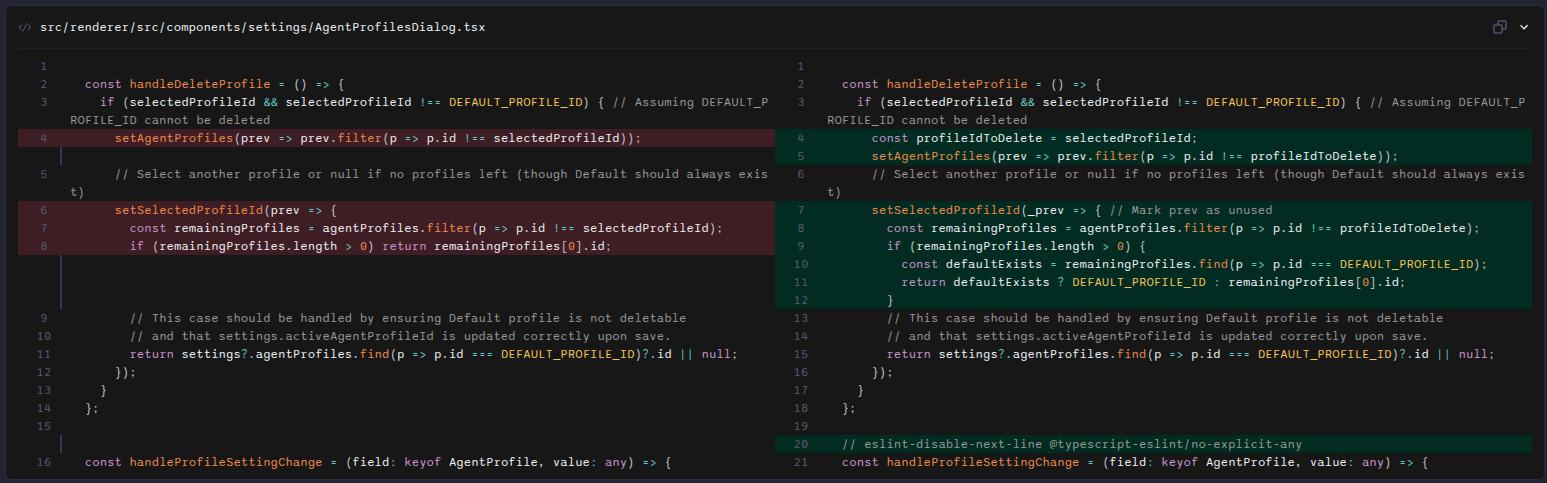 src/renderer/src/components/settings/AgentProfilesDialog.tsx
1
2 const handleDeleteProfile = () => {
3 if (selectedProfileId && selectedProfileId !== DEFAULT_PROFILE_ID) { // Assuming DEFAULT_P
ROFILE_ID cannot be deleted
4 setAgentProfiles(prev => prev.filter(p => p.id !== selectedProfileId));
5 // Select another profile or null if no profiles left (though Default should always exis
t)
6 setSelectedProfileId(prev => {
7 const remainingProfiles = agentProfiles.filter(p => p.id !== selectedProfileId);
8 if (remainingProfiles.length > 0) return remainingProfiles[0].id;
9 // This case should be handled by ensuring Default profile is not deletable
10 // and that settings.activeAgentProfileId is updated correctly upon save.
11 return settings?.agentProfiles.find(p => p.id === DEFAULT_PROFILE_ID)?.id || null;
12 });
13 }
14 };
15
16 const handleProfileSettingChange = (field: keyof AgentProfile, value: any) => {
1
2 const handleDeleteProfile = () => {
3 if (selectedProfileId && selectedProfileId !== DEFAULT_PROFILE_ID) { // Assuming DEFAULT_P
ROFILE_ID cannot be deleted
4 const profileIdToDelete = selectedProfileId;
5 setAgentProfiles(prev => prev.filter(p => p.id !== profileIdToDelete));
6 // Select another profile or null if no profiles left (though Default should always exis
t)
7 setSelectedProfileId(_prev => { // Mark prev as unused
8 const remainingProfiles = agentProfiles.filter(p => p.id !== profileIdToDelete);
9 if (remainingProfiles.length > 0) {
10 const defaultExists = remainingProfiles.find(p => p.id === DEFAULT_PROFILE_ID);
11 return defaultExists ? DEFAULT_PROFILE_ID : remainingProfiles[0].id;
12 }
13 // This case should be handled by ensuring Default profile is not deletable
14 // and that settings.activeAgentProfileId is updated correctly upon save.
15 return settings?.agentProfiles.find(p => p.id === DEFAULT_PROFILE_ID)?.id || null;
16 });
17 }
18 };
19
20 // eslint-disable-next-line @typescript-eslint/no-explicit-any
21 const handleProfileSettingChange = (field: keyof AgentProfile, value: any) => {